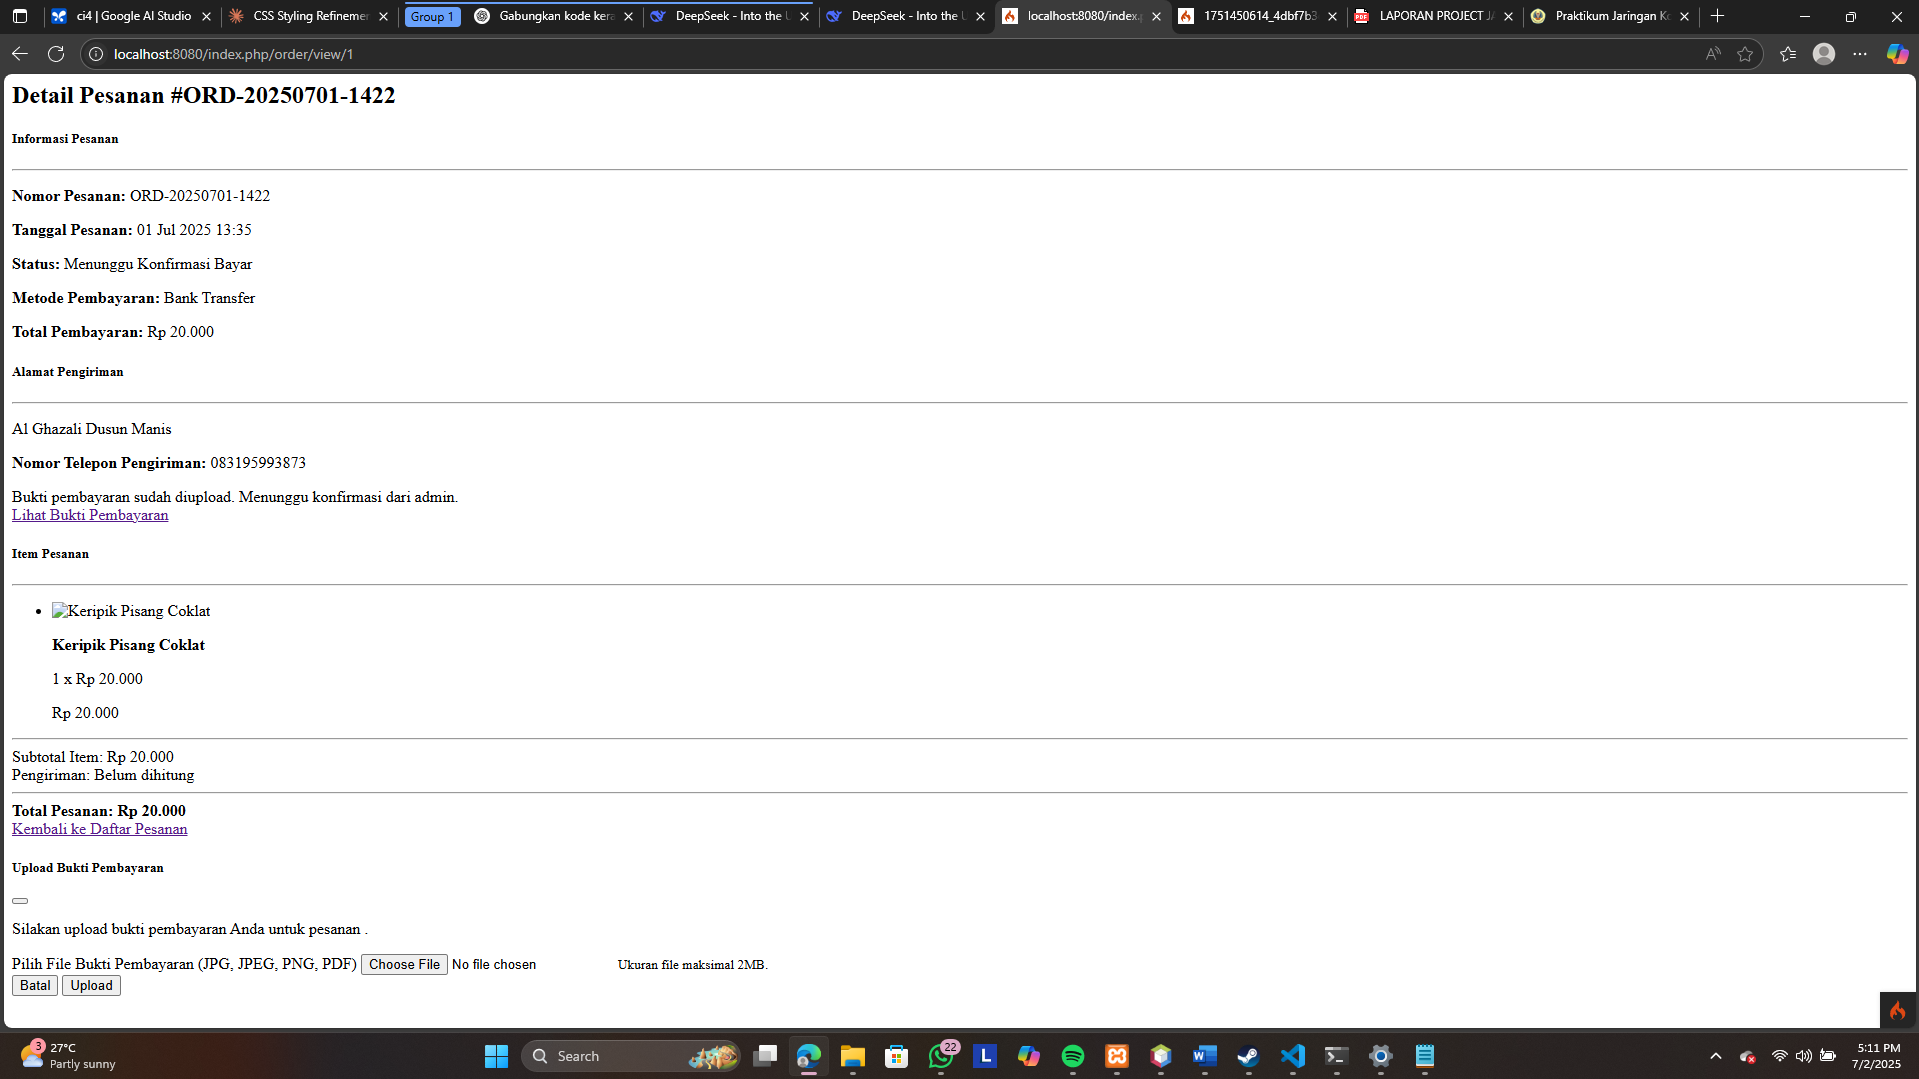 ci4 | Google AI Studio
CSS Styling Refinemer
Group 1
Gabungkan kode kera
DeepSeek - Into the U
DeepSeek - Into the U
localhost:8080/index.p
1751450614_4dbf7b3
LAPORAN PROJECT JA
Praktikum Jaringan Ko
localhost:8080/index.php/order/view/1
Detail Pesanan #ORD-20250701-1422
Informasi Pesanan
Nomor Pesanan: ORD-20250701-1422
Tanggal Pesanan: 01 Jul 2025 13:35
Status: Menunggu Konfirmasi Bayar
Metode Pembayaran: Bank Transfer
Total Pembayaran: Rp 20.000
Alamat Pengiriman
Al Ghazali Dusun Manis
Nomor Telepon Pengiriman: 083195993873
Bukti pembayaran sudah diupload. Menunggu konfirmasi dari admin.
Lihat Bukti Pembayaran
Item Pesanan
Keripik Pisang Coklat
Keripik Pisang Coklat
1 x Rp 20.000
Rp 20.000
Subtotal Item: Rp 20.000
Pengiriman: Belum dihitung
Total Pesanan: Rp 20.000
Kembali ke Daftar Pesanan
Upload Bukti Pembayaran
Silakan upload bukti pembayaran Anda untuk pesanan .
Pilih File Bukti Pembayaran (JPG, JPEG, PNG, PDF) Choose File No file chosen Ukuran file maksimal 2MB.
Batal Upload
3
27°C
Partly sunny
Search
22
L
5:11 PM
7/2/2025